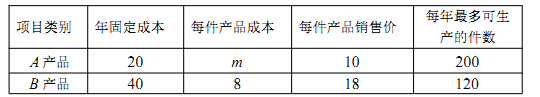 项目类别 年固定成本 每件产品成本 每件产品销售价 每年最多可生
产的件数
A 产品 20 m 10 200
B 产品 40 8 18 120